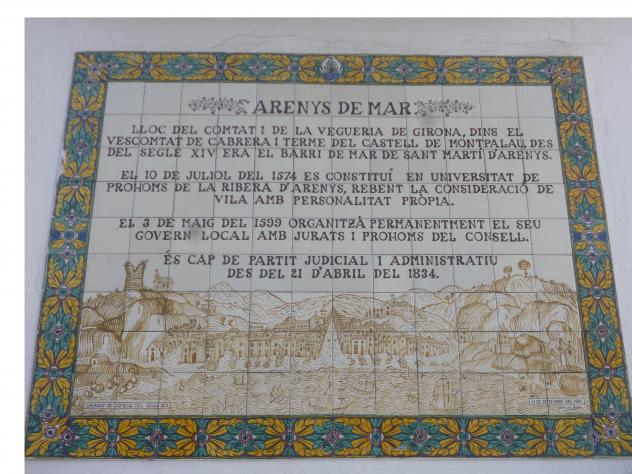 ARENYS DE MAR
LLOC DEL COMTAT I DE LA VEGUERIA DE GIRONA, DINS EL
VESCOMTAT DE CABRERA I TERME DEL CASTELL DE MONTPALAU, DES
DEL SEGLE XIV ERA EL BARRI DE MAR DE SANT MARTÍ D'ARENYS.
EL 10 DE JULIOL DEL 1574 ES CONSTITUÍ EN UNIVERSITAT DE
PROHOMS DE LA RIBERA D'ARENYS, REBENT LA CONSIDERACIÓ DE
VILA AMB PERSONALITAT PRÒPIA.
EL 3 DE MAIG DEL 1599 ORGANITZÀ PERMANENTMENT EL SEU
GOVERN LOCAL AMB JURATS I PROHOMS DEL CONSELL.
ÉS CAP DE PARTIT JUDICIAL I ADMINISTRATIU
DES DEL 21 D'ABRIL DEL 1834.